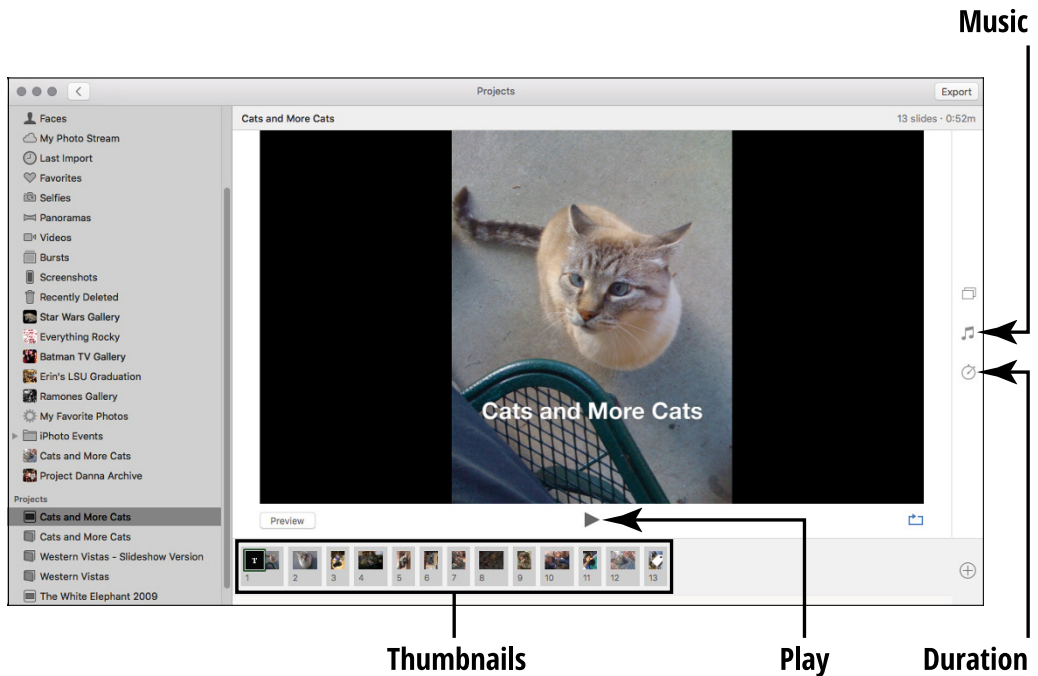 Music
Projects
Export
Faces
My Photo Stream
Last Import
Favorites
Selfies
Panoramas
Videos
Bursts
Screenshots
Recently Deleted
Star Wars Gallery
Everything Rocky
Batman TV Gallery
Erin's LSU Graduation
Ramones Gallery
My Favorite Photos
iPhoto Events
Cats and More Cats
Project Danna Archive
Projects
Cats and More Cats
Cats and More Cats
Western Vistas - Slideshow Version
Western Vistas
The White Elephant 2009
Cats and More Cats
13 slides · 0:52m
Cats and More Cats
Preview
T
1 2 3 4 5 6 7 8 9 10 11 12 13
Thumbnails
Play
Duration